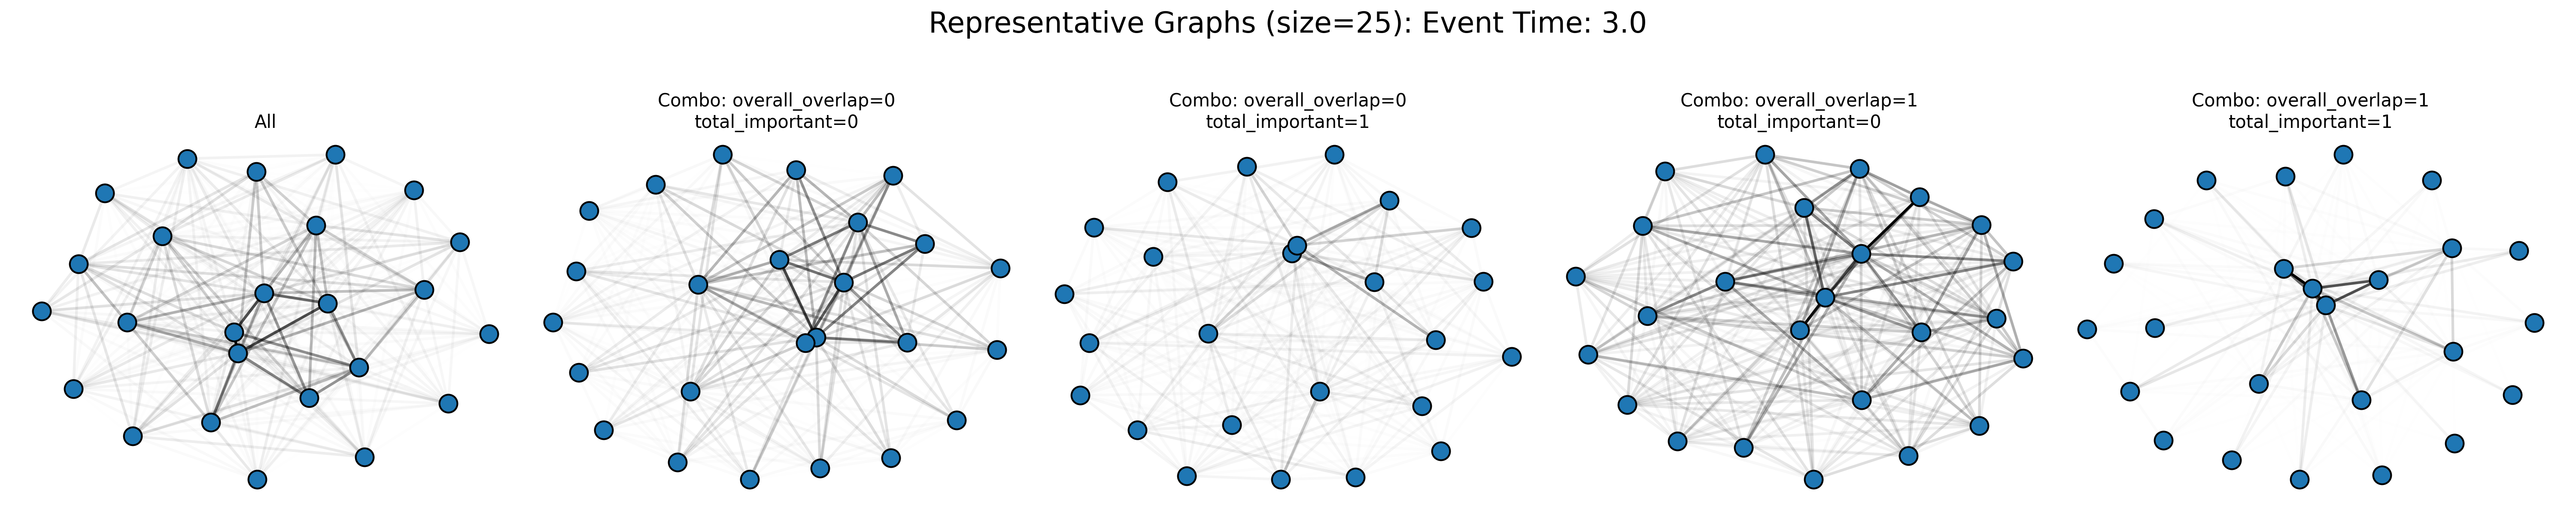 Representative Graphs (size=25): Event Time: 3.0
All
Combo: overall_overlap=0
total_important=0
Combo: overall_overlap=0
total_important=1
Combo: overall_overlap=1
total_important=0
Combo: overall_overlap=1
total_important=1